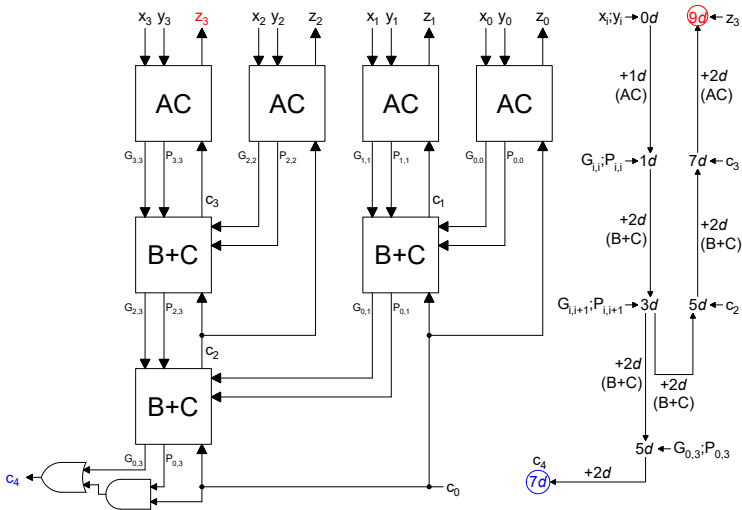 x3 y3 z3 x2 y2 z2 x1 y1 z1 x0 y0 z0 xi;yi 0d 9d z3
+1d (AC) +2d (AC)
AC AC AC AC
G3,3 P3,3 G2,2 P2,2 G1,1 P1,1 G0,0 P0,0 Gi,i;Pi,i 1d 7d c3
c3 c1
+2d (B+C) +2d (B+C)
B+C B+C
G2,3 P2,3 G0,1 P0,1 Gi,i+1;Pi,i+1 3d 5d c2
c2
+2d (B+C) +2d (B+C)
B+C
G0,3 P0,3 c4 5d G0,3;P0,3
c4 c0 7d +2d